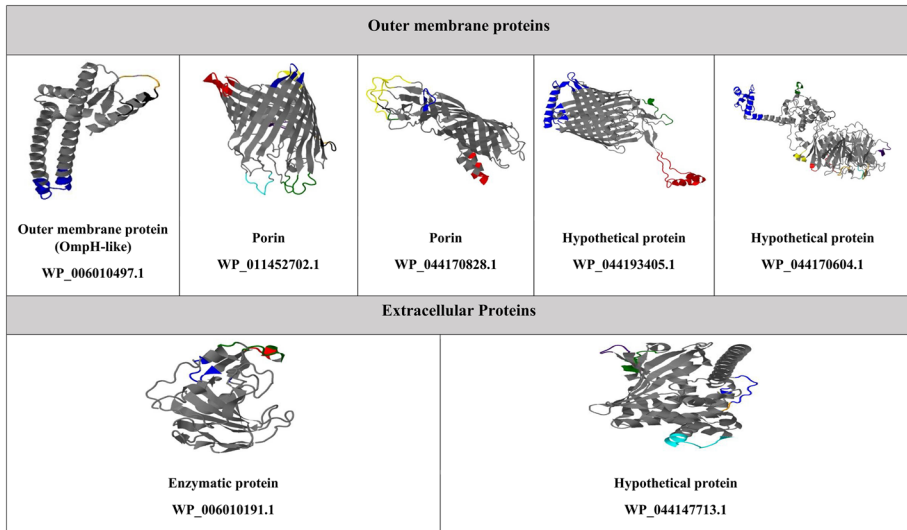 Outer membrane proteins
Outer membrane protein
(OmpH-like)
WP_006010497.1
Porin
WP_011452702.1
Porin
WP_044170828.1
Hypothetical protein
WP_044193405.1
Hypothetical protein
WP_044170604.1
Extracellular Proteins
Enzymatic protein
WP_006010191.1
Hypothetical protein
WP_044147713.1